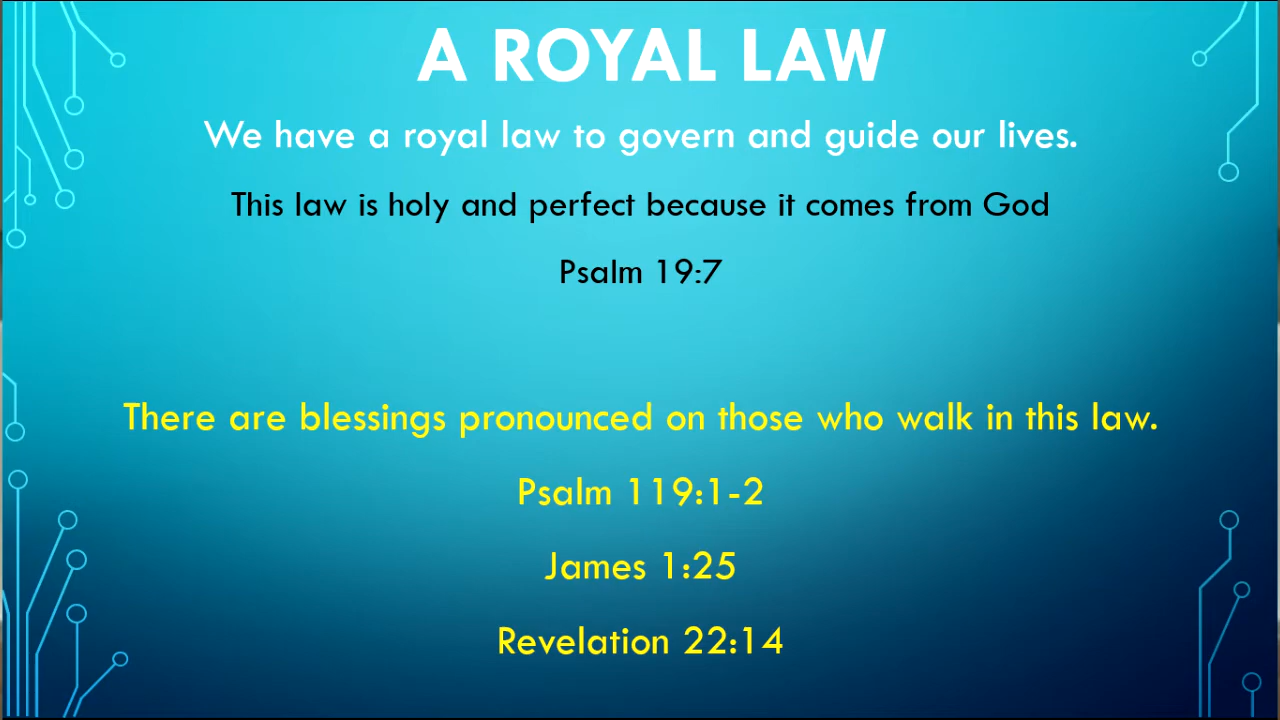 A ROYAL LAW
We have a royal law to govern and guide our lives.
This law is holy and perfect because it comes from God
Psalm 19:7
There are blessings pronounced on those who walk in this law.
Psalm 119:1-2
James 1:25
Revelation 22:14